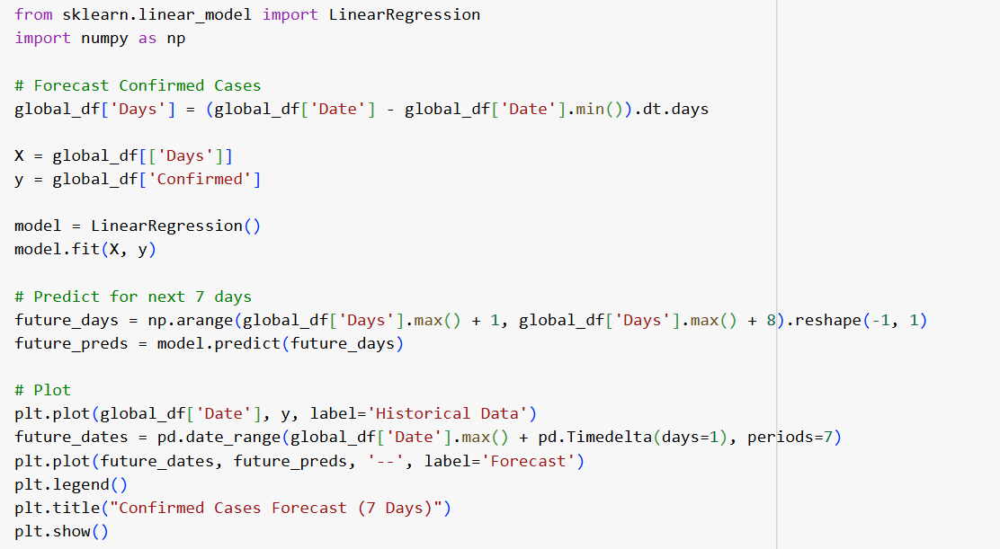 from sklearn.linear_model import LinearRegression
import numpy as np
# Forecast Confirmed Cases
global_df['Days'] = (global_df['Date'] - global_df['Date'].min()).dt.days
X = global_df[['Days']]
y = global_df['Confirmed']
model = LinearRegression()
model.fit(X, y)
# Predict for next 7 days
future_days = np.arange(global_df['Days'].max() + 1, global_df['Days'].max() + 8).reshape(-1, 1)
future_preds = model.predict(future_days)
# Plot
plt.plot(global_df['Date'], y, label='Historical Data')
future_dates = pd.date_range(global_df['Date'].max() + pd.Timedelta(days=1), periods=7)
plt.plot(future_dates, future_preds, '--', label='Forecast')
plt.legend()
plt.title("Confirmed Cases Forecast (7 Days)")
plt.show()